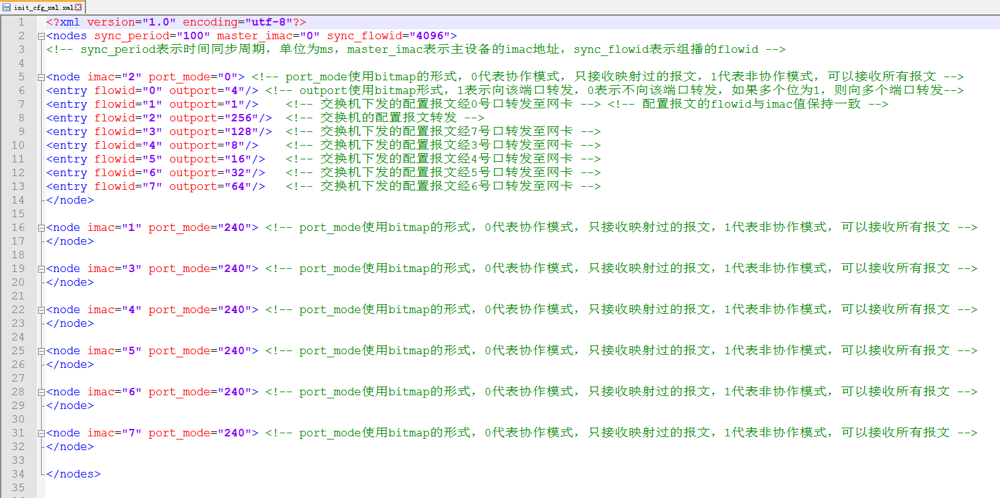 init_cfg_xml.xml
1 <?xml version="1.0" encoding="utf-8"?>
2 <nodes sync_period="100" master_imac="0" sync_flowid="4096">
3 <!-- sync_period表示时间同步周期，单位为ms，master_imac表示主设备的imac地址，sync_flowid表示组播的flowid -->
4
5 <node imac="2" port_mode="0"> <!-- port_mode使用bitmap的形式，0代表协作模式，只接收映射过的报文，1代表非协作模式，可以接收所有报文 -->
6 <entry flowid="0" outport="4"/> <!-- outport使用bitmap形式，1表示向该端口转发，0表示不向该端口转发，如果多个位为1，则向多个端口转发-->
7 <entry flowid="1" outport="1"/>    <!-- 交换机下发的配置报文经0号口转发至网卡 --> <!-- 配置报文的flowid与imac值保持一致 -->
8 <entry flowid="2" outport="256"/>  <!-- 交换机的配置报文转发 -->
9 <entry flowid="3" outport="128"/>  <!-- 交换机下发的配置报文经7号口转发至网卡 -->
10 <entry flowid="4" outport="8"/>    <!-- 交换机下发的配置报文经3号口转发至网卡 -->
11 <entry flowid="5" outport="16"/>   <!-- 交换机下发的配置报文经4号口转发至网卡 -->
12 <entry flowid="6" outport="32"/>   <!-- 交换机下发的配置报文经5号口转发至网卡 -->
13 <entry flowid="7" outport="64"/>   <!-- 交换机下发的配置报文经6号口转发至网卡 -->
14 </node>
15
16 <node imac="1" port_mode="240"> <!-- port_mode使用bitmap的形式，0代表协作模式，只接收映射过的报文，1代表非协作模式，可以接收所有报文 -->
17 </node>
18
19 <node imac="3" port_mode="240"> <!-- port_mode使用bitmap的形式，0代表协作模式，只接收映射过的报文，1代表非协作模式，可以接收所有报文 -->
20 </node>
21
22 <node imac="4" port_mode="240"> <!-- port_mode使用bitmap的形式，0代表协作模式，只接收映射过的报文，1代表非协作模式，可以接收所有报文 -->
23 </node>
24
25 <node imac="5" port_mode="240"> <!-- port_mode使用bitmap的形式，0代表协作模式，只接收映射过的报文，1代表非协作模式，可以接收所有报文 -->
26 </node>
27
28 <node imac="6" port_mode="240"> <!-- port_mode使用bitmap的形式，0代表协作模式，只接收映射过的报文，1代表非协作模式，可以接收所有报文 -->
29 </node>
30
31 <node imac="7" port_mode="240"> <!-- port_mode使用bitmap的形式，0代表协作模式，只接收映射过的报文，1代表非协作模式，可以接收所有报文 -->
32 </node>
33
34 </nodes>
35